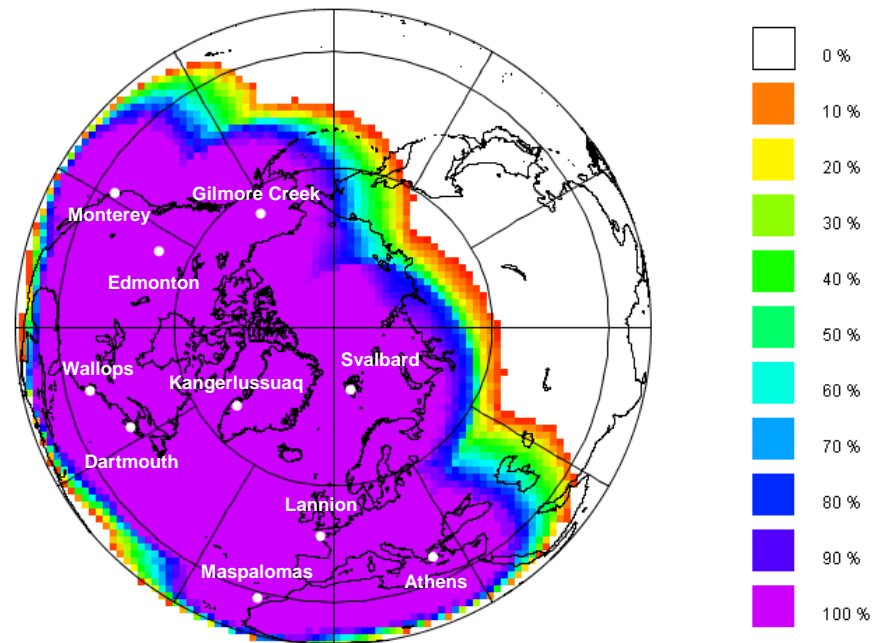 Gilmore Creek
Monterey
Edmonton
Wallops
Kangerlussuaq
Svalbard
Dartmouth
Lannion
Maspalomas
Athens
0 %
10 %
20 %
30 %
40 %
50 %
60 %
70 %
80 %
90 %
100 %